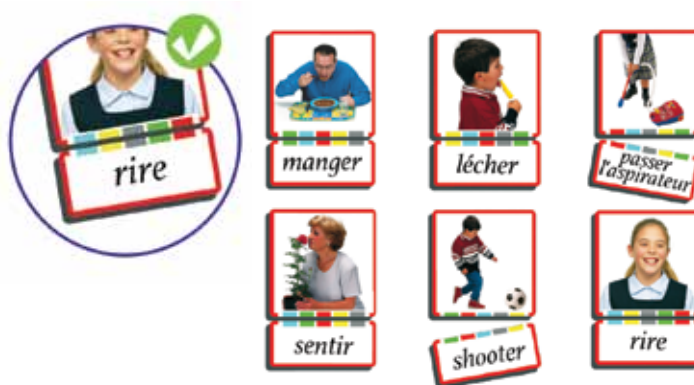 rire
manger
lécher
passer
l'aspirateur
sentir
shooter
rire